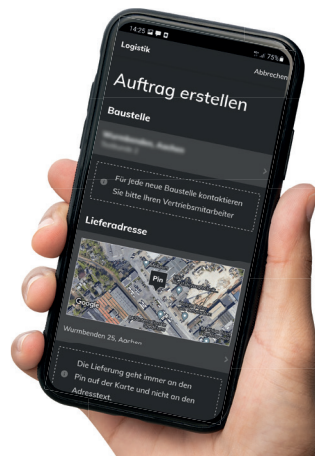 14:25
75%
Logistik
Abbrechen
Auftrag erstellen
Baustelle
Wurmbenden, Aachen
Für jede neue Baustelle kontaktieren
Sie bitte Ihren Vertriebsmitarbeiter
Lieferadresse
Pin
Google
Wurmbenden 25, Aachen
Die Lieferung geht immer an den
Pin auf der Karte und nicht an den
Adresstext.